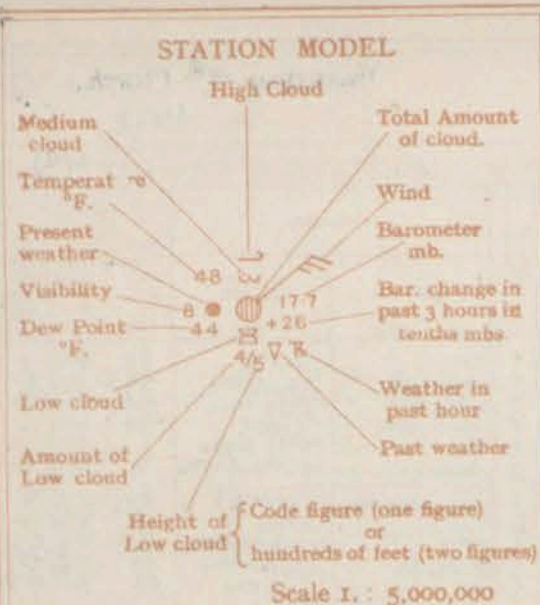 STATION MODEL
High Cloud
Medium
cloud
Total Amount
of cloud.
Temperat
°F.
Wind
Present
weather
Barometer
mb.
Visibility
Bar. change in
past 3 hours in
tenths mbs.
Dew Point
°F.
48
8
44
17.7
+26
4/5
Low cloud
Weather in
past hour
Amount of
Low cloud
Past weather
Height of
Low cloud
Code figure (one figure)
or
hundreds of feet (two figures)
Scale 1. : 5,000,000